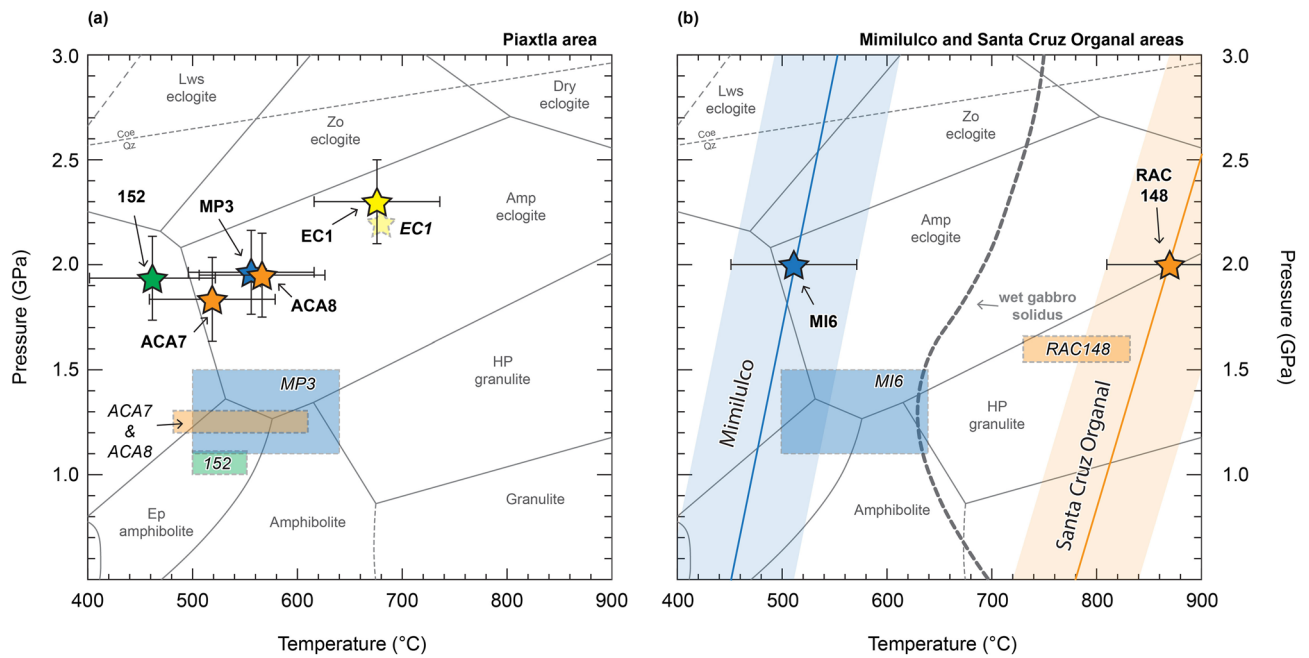 (a)
Piaxtla area
3.0
2.5
2.0
1.5
1.0
Pressure (GPa)
Lws
eclogite
Zo
eclogite
Dry
eclogite
Coe
Qz
Amp
eclogite
152
MP3
EC1
EC1
ACA7
ACA8
MP3
ACA7
&
ACA8
152
HP
granulite
Granulite
Ep
amphibolite
Amphibolite
400
500
600
700
800
900
Temperature (°C)
(b)
Mimilulco and Santa Cruz Organal areas
3.0
2.5
2.0
1.5
1.0
Pressure (GPa)
Lws
eclogite
Zo
eclogite
Dry
eclogite
Coe
Qz
Amp
eclogite
RAC
148
MI6
wet gabbro
solidus
RAC148
MI6
Mimilulco
HP
granulite
Santa Cruz Organal
Amphibolite
400
500
600
700
800
900
Temperature (°C)